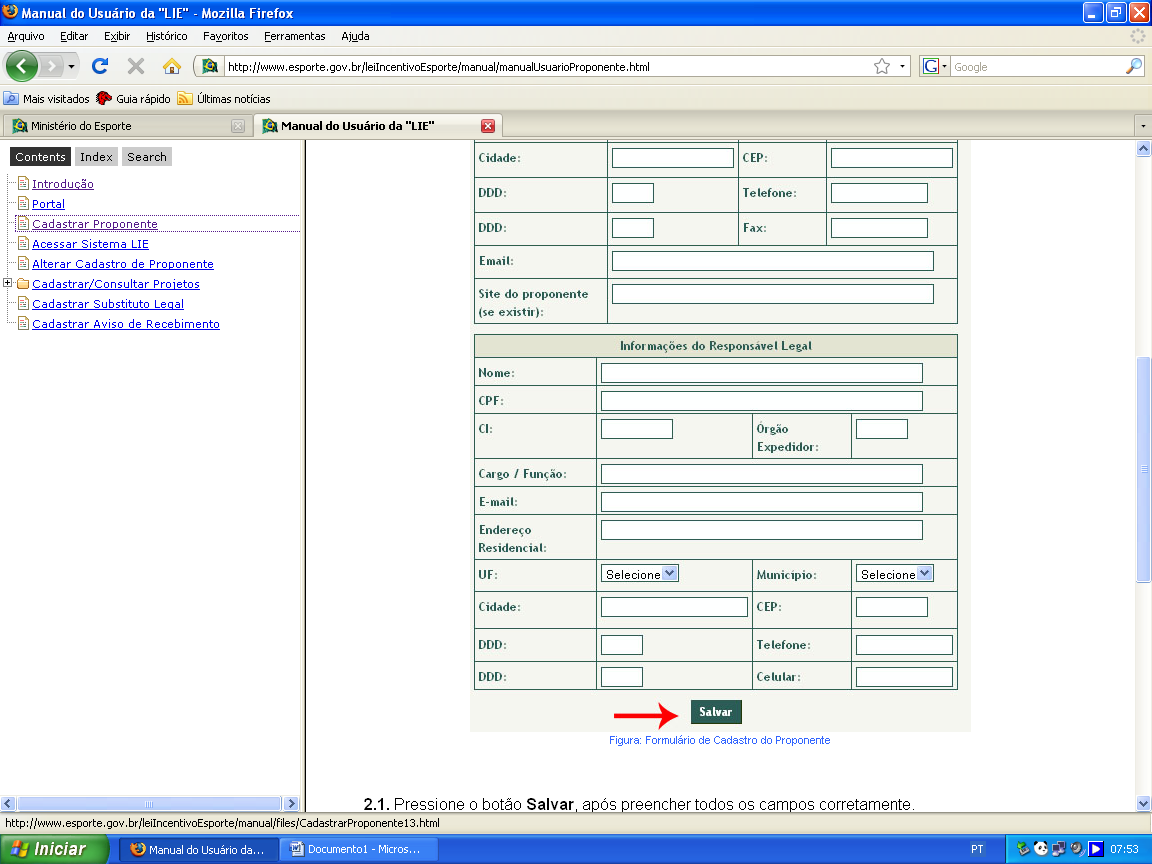 Manual do Usuário da "LIE" - Mozilla Firefox
Arquivo Editar Exibir Histórico Favoritos Ferramentas Ajuda
http://www.esporte.gov.br/leiIncentivoEsporte/manual/manualUsuarioProponente.html
G Google
Mais visitados Guia rápido Últimas notícias
Ministério do Esporte Manual do Usuário da "LIE"
Contents Index Search
Introdução
Portal
Cadastrar Proponente
Acessar Sistema LIE
Alterar Cadastro de Proponente
Cadastrar/Consultar Projetos
Cadastrar Substituto Legal
Cadastrar Aviso de Recebimento
Cidade: CEP:
DDD: Telefone:
DDD: Fax:
Email:
Site do proponente
(se existir):
Informações do Responsável Legal
Nome:
CPF:
CI: Órgão
Expedidor:
Cargo / Função:
E-mail:
Endereço
Residencial:
UF: Selecione Município: Selecione
Cidade: CEP:
DDD: Telefone:
DDD: Celular:
Salvar
Figura: Formulário de Cadastro do Proponente
2.1. Pressione o botão Salvar, após preencher todos os campos corretamente.
http://www.esporte.gov.br/leiIncentivoEsporte/manual/files/CadastrarProponente13.html
Iniciar Manual do Usuário da... Documento1 - Micros... PT 07:53